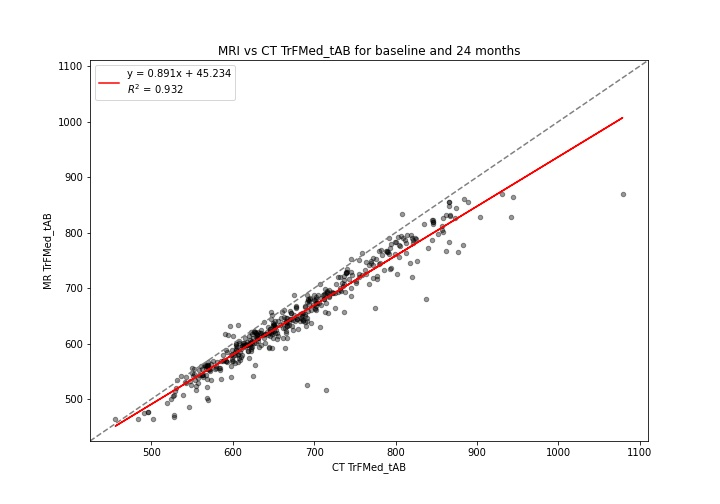 MRI vs CT TrFMed_tAB for baseline and 24 months
y = 0.891x + 45.234
R² = 0.932
1100
1000
900
800
700
600
500
MR TrFMed_tAB
500 600 700 800 900 1000 1100
CT TrFMed_tAB